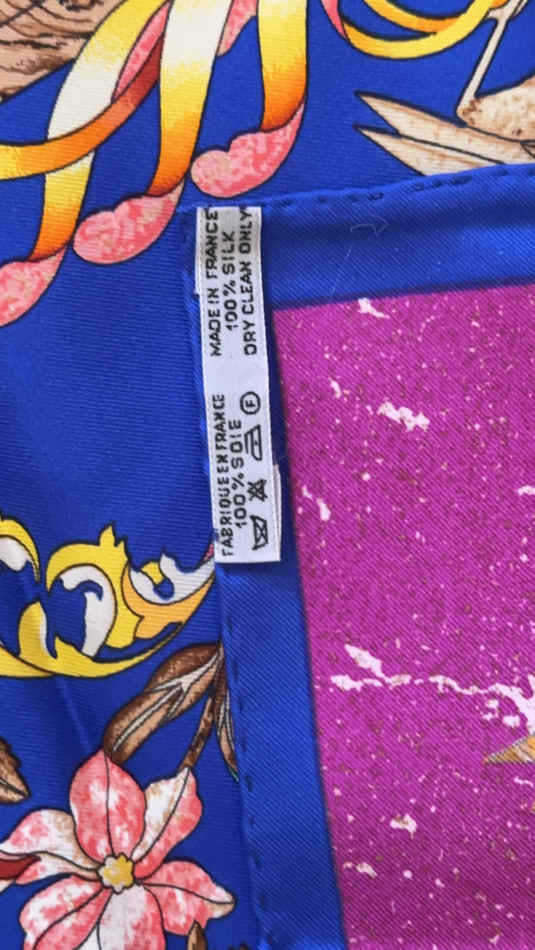 FABRIQUE EN FRANCE
100% SOIE
MADE IN FRANCE
100% SILK
DRY CLEAN ONLY
F